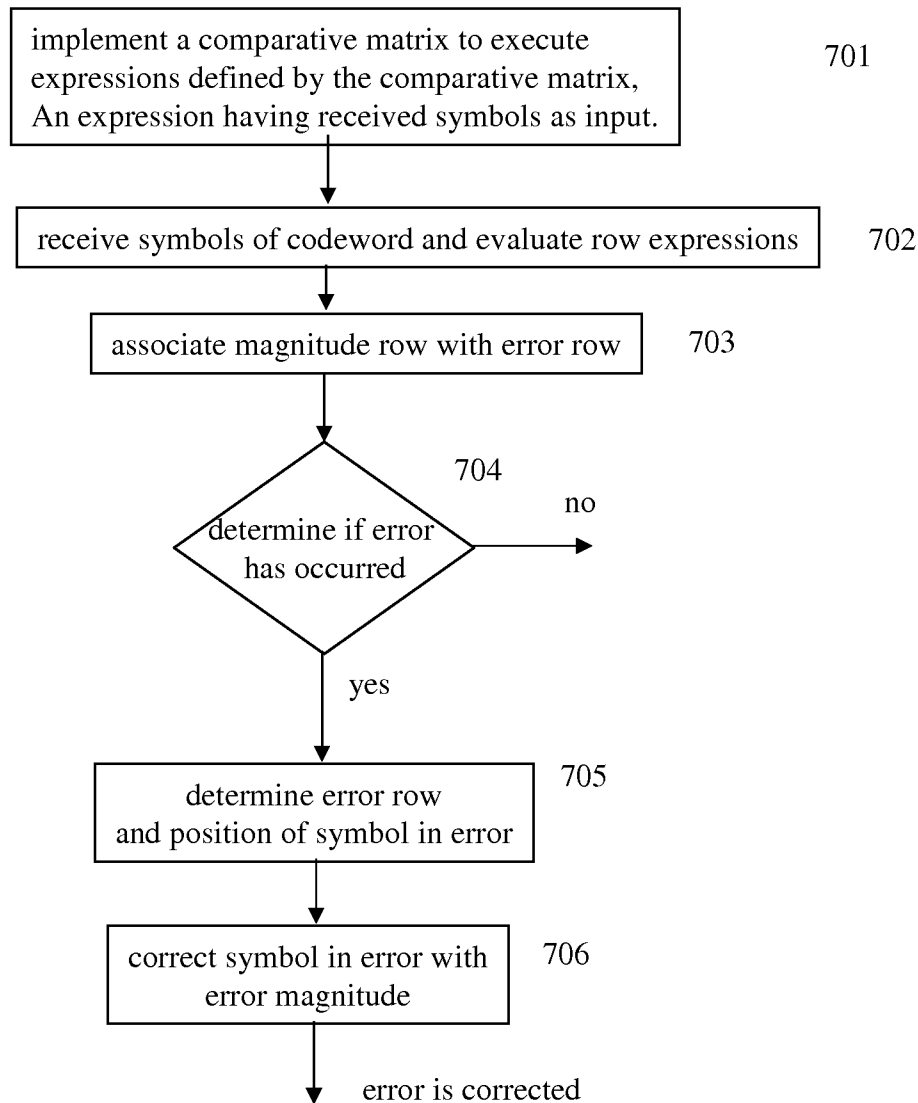 implement a comparative matrix to execute
expressions defined by the comparative matrix,
An expression having received symbols as input.
701
receive symbols of codeword and evaluate row expressions
702
associate magnitude row with error row
703
704
determine if error
has occurred
no
yes
705
determine error row
and position of symbol in error
706
correct symbol in error with
error magnitude
error is corrected